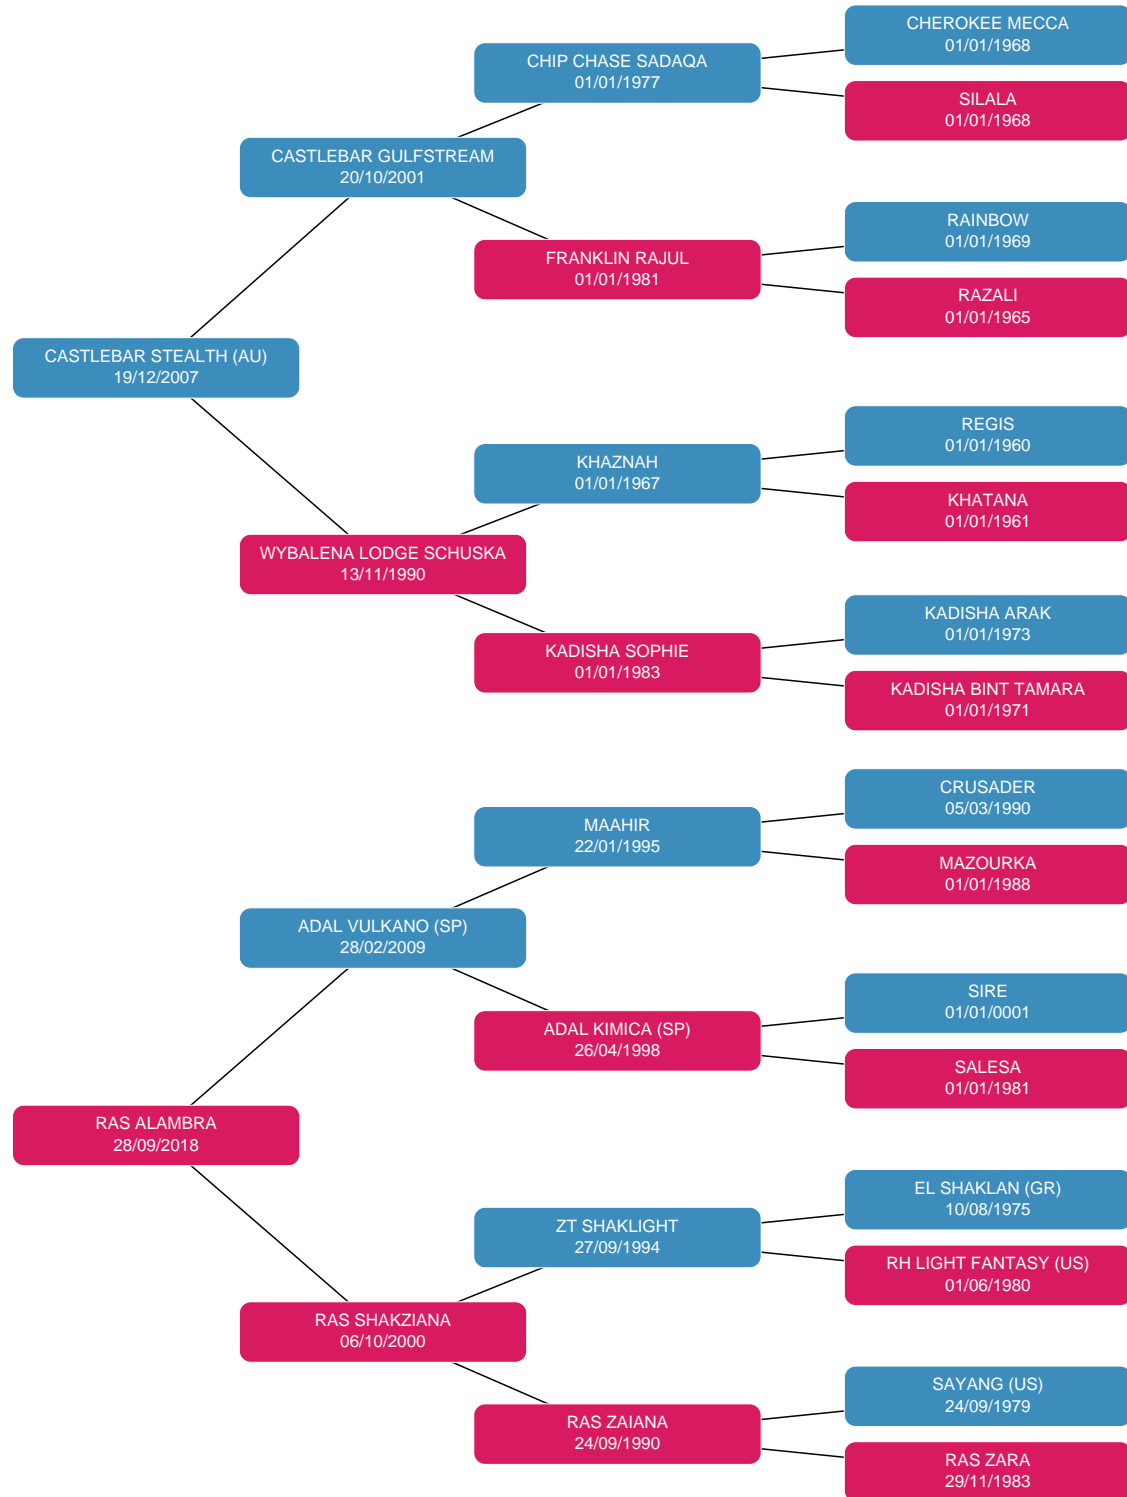 CHEROKEE MECCA
01/01/1968
CHIP CHASE SADAQA
01/01/1977
SILALA
01/01/1968
CASTLEBAR GULFSTREAM
20/10/2001
RAINBOW
01/01/1969
FRANKLIN RAJUL
01/01/1981
RAZALI
01/01/1965
CASTLEBAR STEALTH (AU)
19/12/2007
REGIS
01/01/1960
KHAZNAH
01/01/1967
KHATANA
01/01/1961
WYBALENA LODGE SCHUSKA
13/11/1990
KADISHA ARAK
01/01/1973
KADISHA SOPHIE
01/01/1983
KADISHA BINT TAMARA
01/01/1971
CRUSADER
05/03/1990
MAAHIR
22/01/1995
MAZOURKA
01/01/1988
ADAL VULKANO (SP)
28/02/2009
SIRE
01/01/0001
ADAL KIMICA (SP)
26/04/1998
SALESA
01/01/1981
RAS ALAMBRA
28/09/2018
EL SHAKLAN (GR)
10/08/1975
ZT SHAKLIGHT
27/09/1994
RH LIGHT FANTASY (US)
01/06/1980
RAS SHAKZIANA
06/10/2000
SAYANG (US)
24/09/1979
RAS ZAIANA
24/09/1990
RAS ZARA
29/11/1983